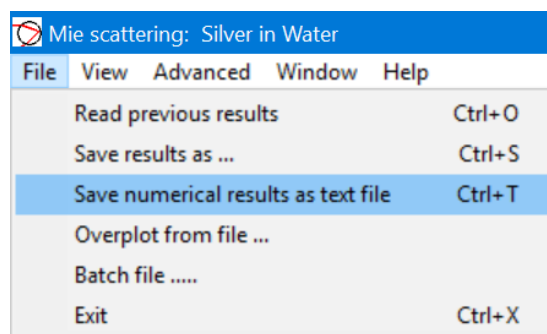 Mie scattering:  Silver in Water
File View Advanced Window Help
Read previous results Ctrl+O
Save results as ... Ctrl+S
Save numerical results as text file Ctrl+T
Overplot from file ...
Batch file .....
Exit Ctrl+X